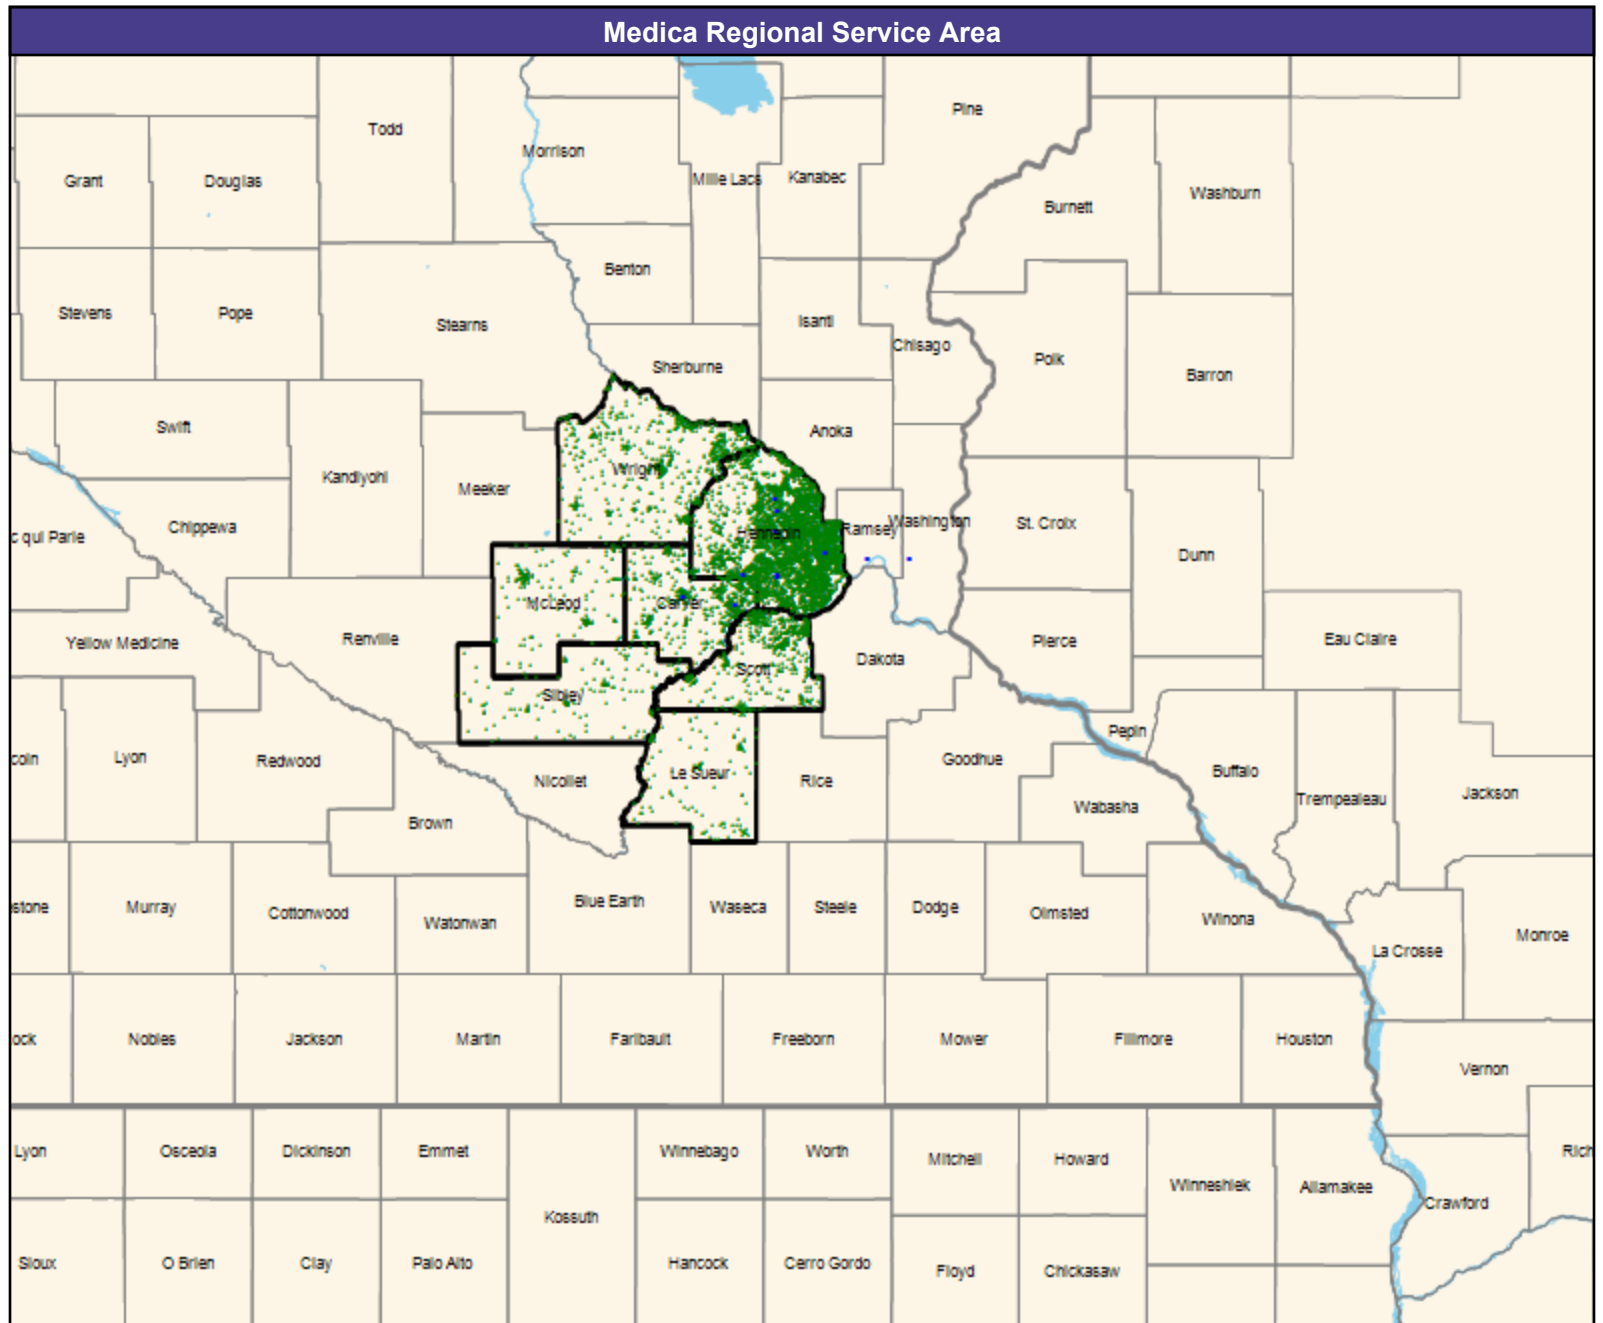 Medica Regional Service Area
Pine
Todd
Morrison
Mille Lacs
Kanabec
Grant
Douglas
Washburn
Burnett
Benton
Stevens
Pope
Stearns
Isanti
Chisago
Polk
Sherburne
Barron
Swift
Anoka
Wright
Kandiyohi
Meeker
Chippewa
c qui Parle
Hennepin
Ramsey
Washington
St. Croix
Dunn
McLeod
Carver
Yellow Medicine
Renville
Pierce
Eau Claire
Dakota
Scott
Sibley
Pepin
coln
Lyon
Redwood
Nicollet
Le Sueur
Rice
Goodhue
Buffalo
Trempealeau
Jackson
Wabasha
Brown
stone
Murray
Cottonwood
Watonwan
Blue Earth
Waseca
Steele
Dodge
Olmsted
Winona
La Crosse
Monroe
ock
Nobles
Jackson
Martin
Faribault
Freeborn
Mower
Fillmore
Houston
Vernon
Lyon
Osceola
Dickinson
Emmet
Winnebago
Worth
Mitchell
Howard
Rich
Winneshiek
Allamakee
Crawford
Kossuth
Sioux
O Brien
Clay
Palo Alto
Hancock
Cerro Gordo
Floyd
Chickasaw